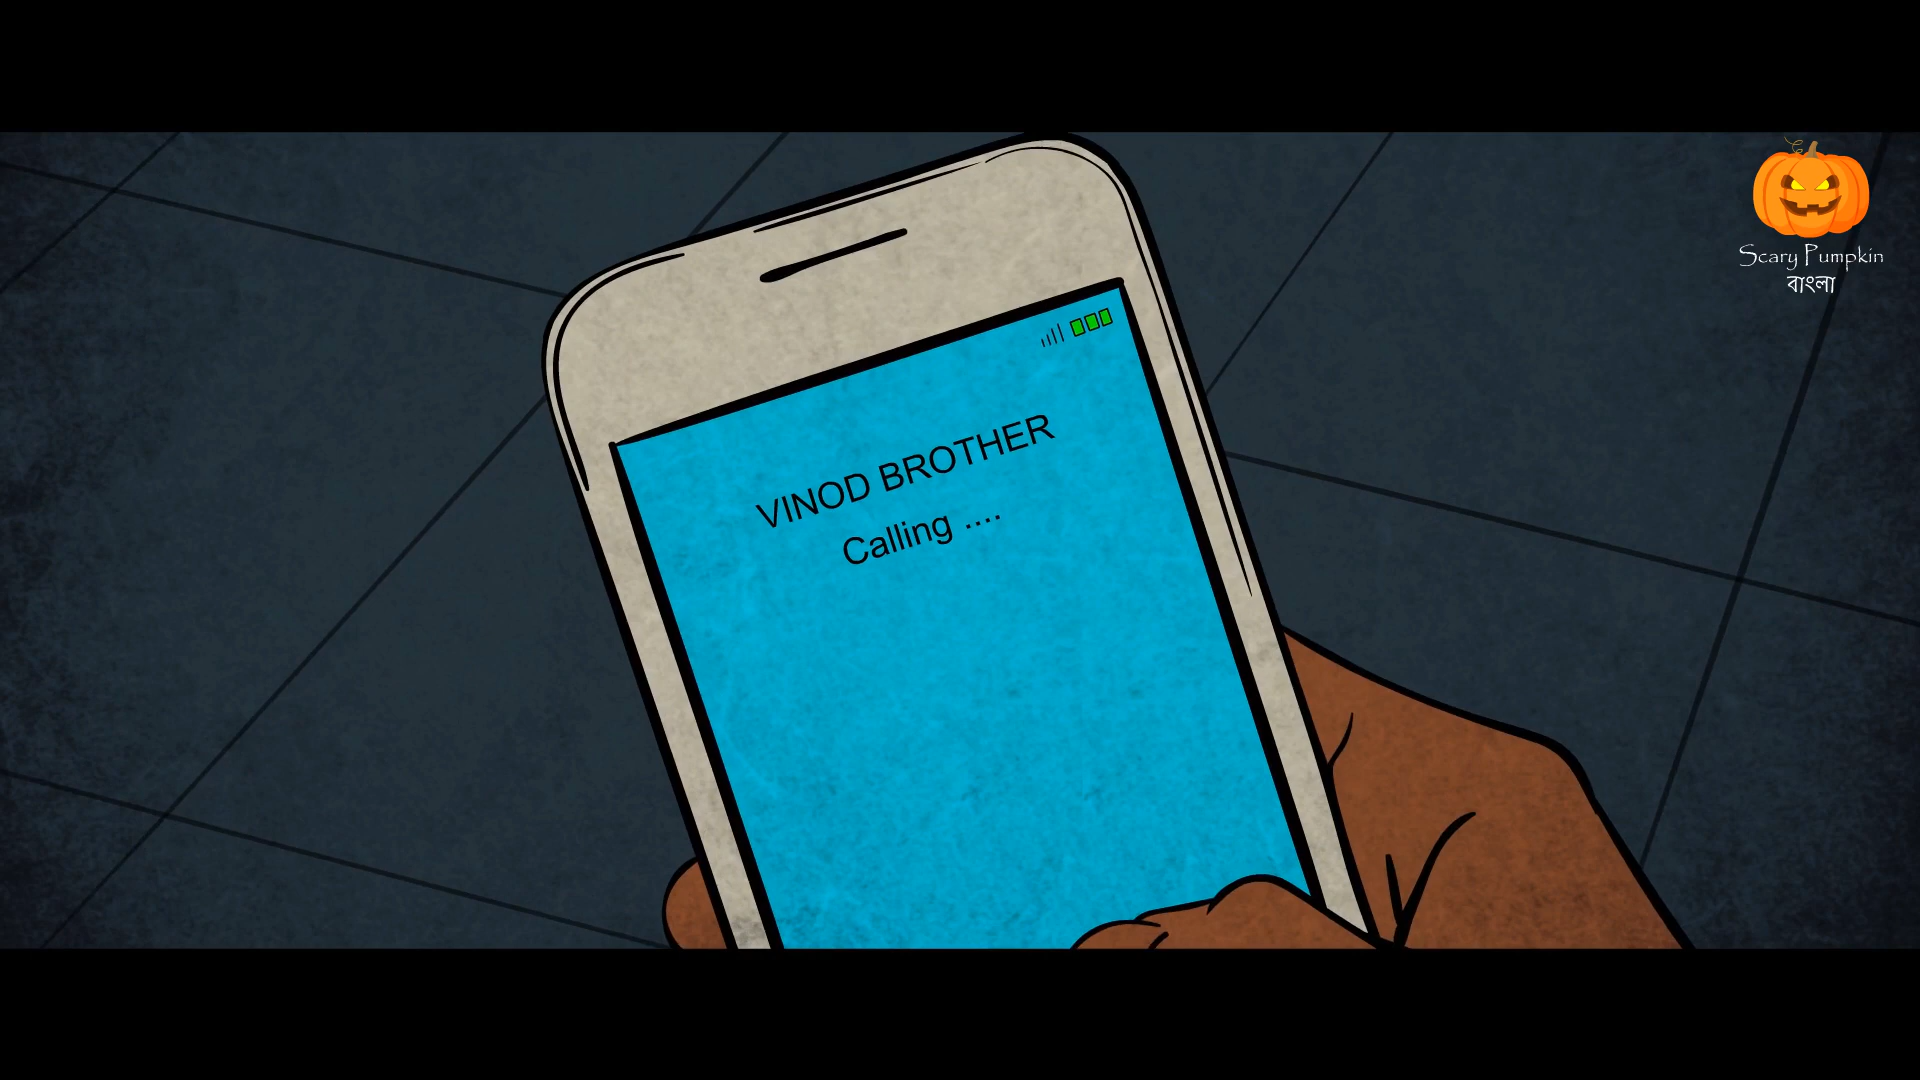 VINOD BROTHER
Calling ....
Scary Pumpkin
বাংলা